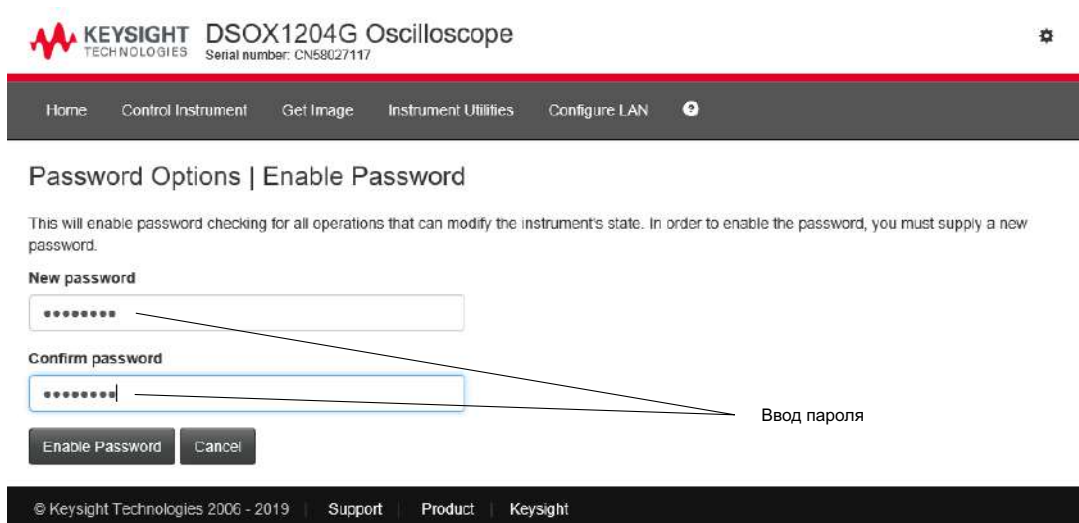 KEYSIGHT
TECHNOLOGIES
DSOX1204G Oscilloscope
Serial number: CN58027117
Home Control Instrument Get Image Instrument Utilities Configure LAN ?
Password Options | Enable Password
This will enable password checking for all operations that can modify the instrument's state. In order to enable the password, you must supply a new
password.
New password
••••••••
Confirm password
••••••••
Ввод пароля
Enable Password Cancel
© Keysight Technologies 2006 - 2019 | Support | Product | Keysight